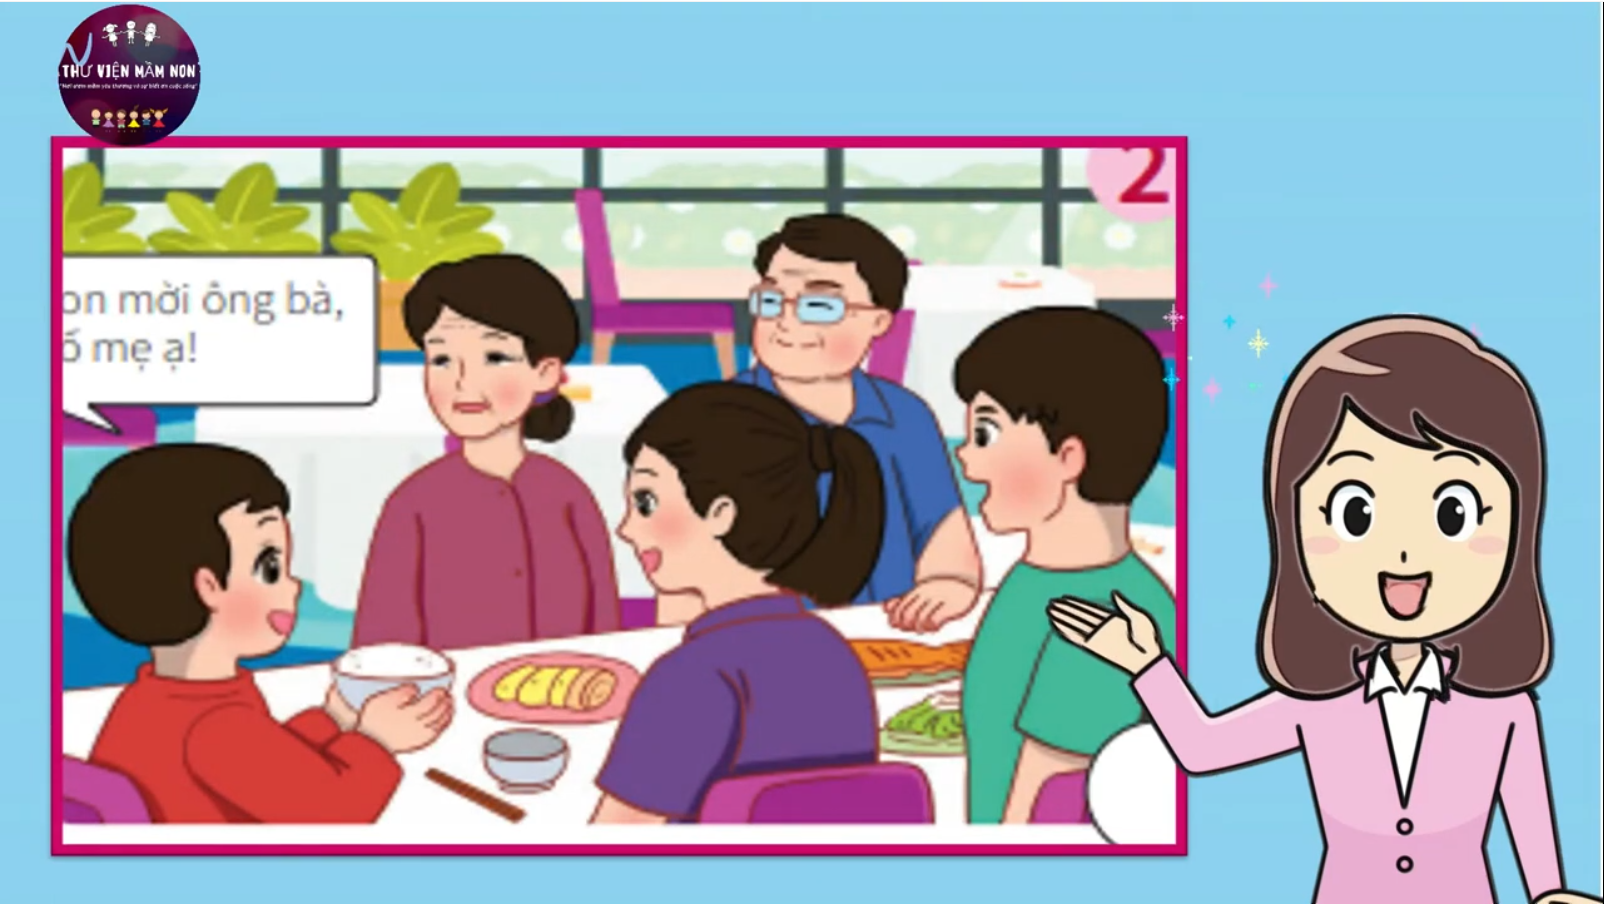 THƯ VIỆN MẦM NON
2
on mời ông bà,
ố mẹ ạ!